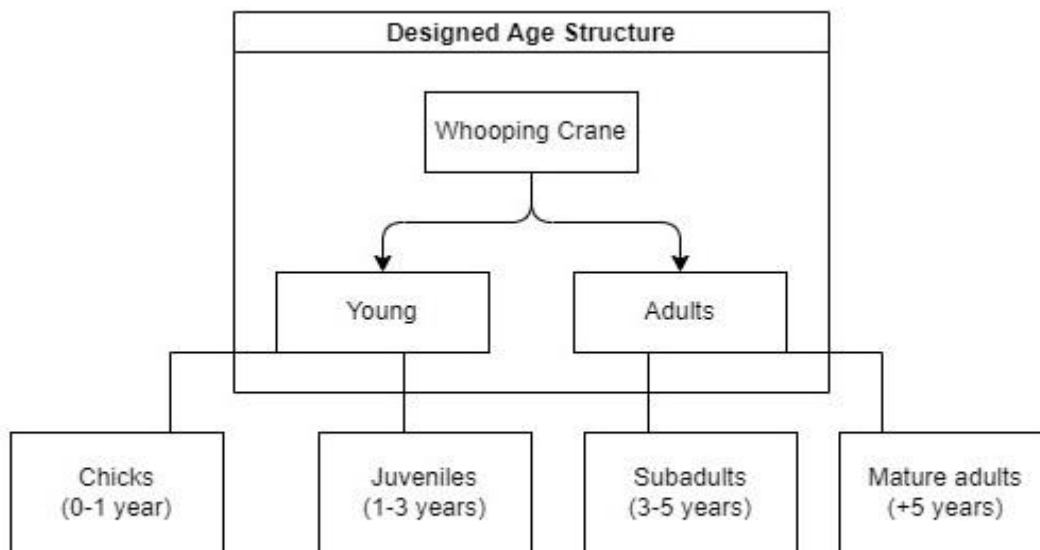 Designed Age Structure
Whooping Crane
Young
Adults
Chicks
(0-1 year)
Juveniles
(1-3 years)
Subadults
(3-5 years)
Mature adults
(+5 years)